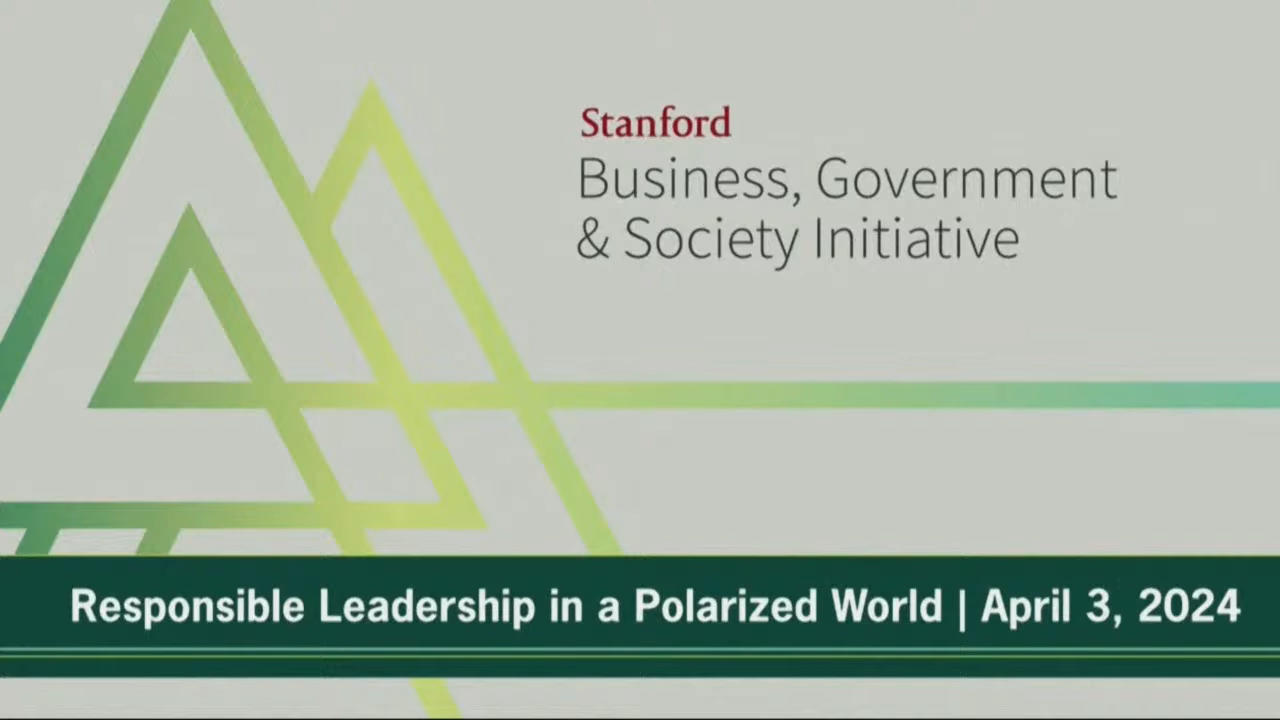 Stanford
Business, Government
& Society Initiative
Responsible Leadership in a Polarized World | April 3, 2024